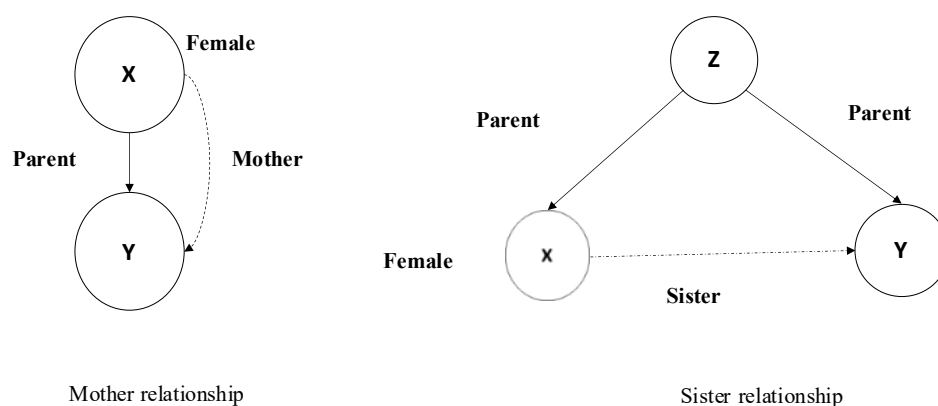 Female
X
Parent
Mother
Y
Mother relationship
Z
Parent
Parent
Female
X
Y
Sister
Sister relationship